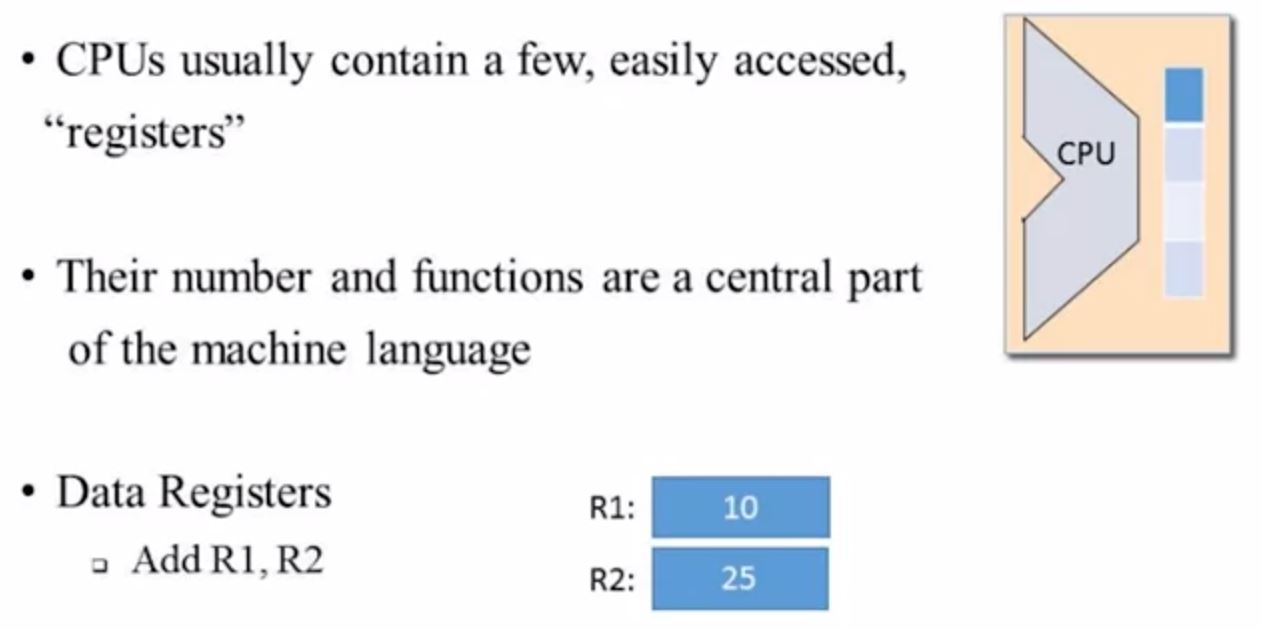 • CPUs usually contain a few, easily accessed,
“registers”
• Their number and functions are a central part
of the machine language
• Data Registers
❑ Add R1, R2
R1: 10
R2: 25
CPU